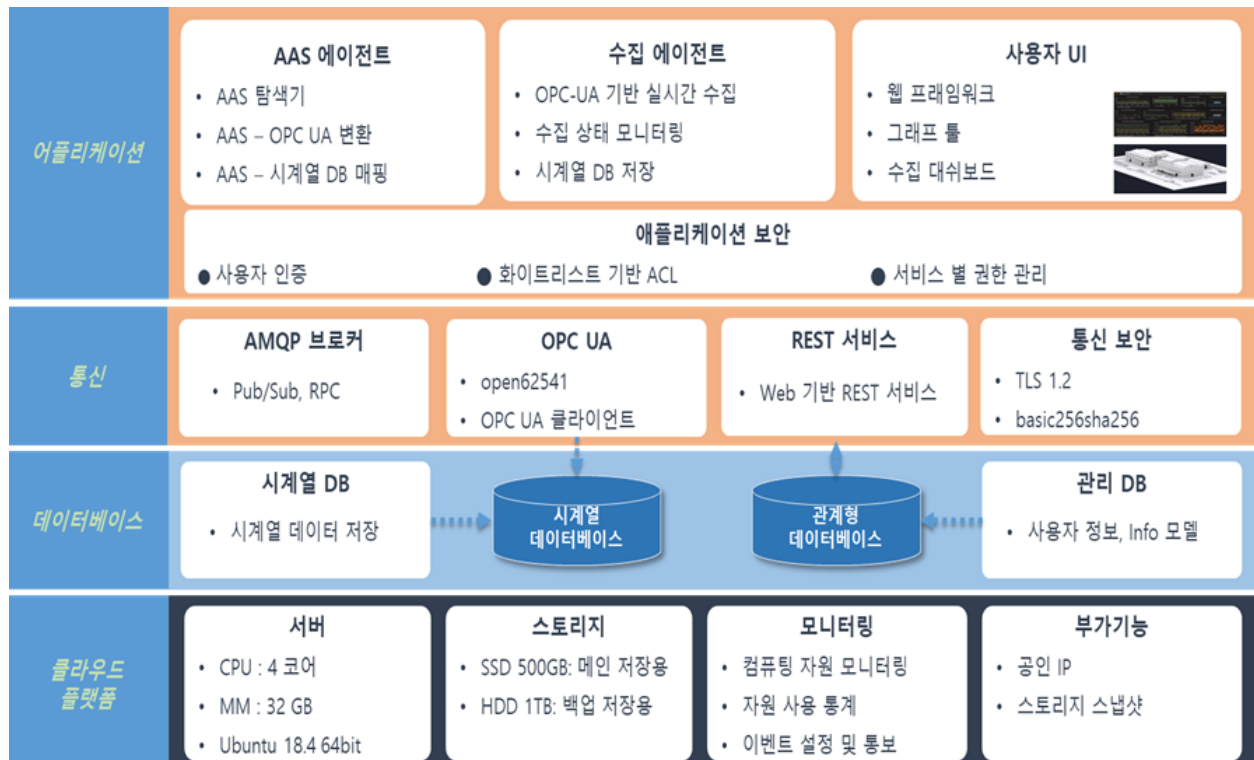 어플리케이션
AAS 에이전트
• AAS 탐색기
• AAS – OPC UA 변환
• AAS – 시계열 DB 매핑
수집 에이전트
• OPC-UA 기반 실시간 수집
• 수집 상태 모니터링
• 시계열 DB 저장
사용자 UI
• 웹 프래임워크
• 그래프 툴
• 수집 대쉬보드
애플리케이션 보안
● 사용자 인증
● 화이트리스트 기반 ACL
● 서비스 별 권한 관리
통신
AMQP 브로커
• Pub/Sub, RPC
OPC UA
• open62541
• OPC UA 클라이언트
REST 서비스
• Web 기반 REST 서비스
통신 보안
• TLS 1.2
• basic256sha256
데이터베이스
시계열 DB
• 시계열 데이터 저장
시계열
데이터베이스
관계형
데이터베이스
관리 DB
• 사용자 정보, Info 모델
클라우드
플랫폼
서버
• CPU : 4 코어
• MM : 32 GB
• Ubuntu 18.4 64bit
스토리지
• SSD 500GB: 메인 저장용
• HDD 1TB: 백업 저장용
모니터링
• 컴퓨팅 자원 모니터링
• 자원 사용 통계
• 이벤트 설정 및 통보
부가기능
• 공인 IP
• 스토리지 스냅샷